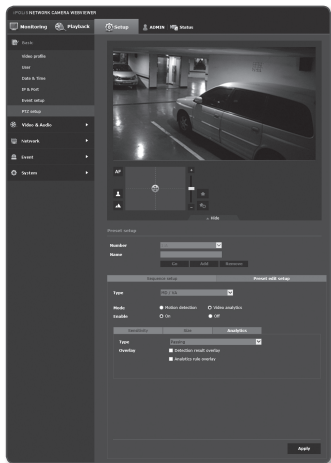 iPOLiS NETWORK CAMERA WEBVIEWER
Monitoring Playback Setup ADMIN Status
Basic
Video profile
User
Date & Time
IP & Port
Event setup
PTZ setup
Video & Audio
Network
Event
System
AF
Hide
Preset setup
Number
Name
Go Add Remove
Sequence setup Preset edit setup
Type
Mode Motion detection Video analytics
Enable On Off
Sensitivity Size Analytics
Type Passing
Overlay Detection result overlay
Analytics rule overlay
Apply